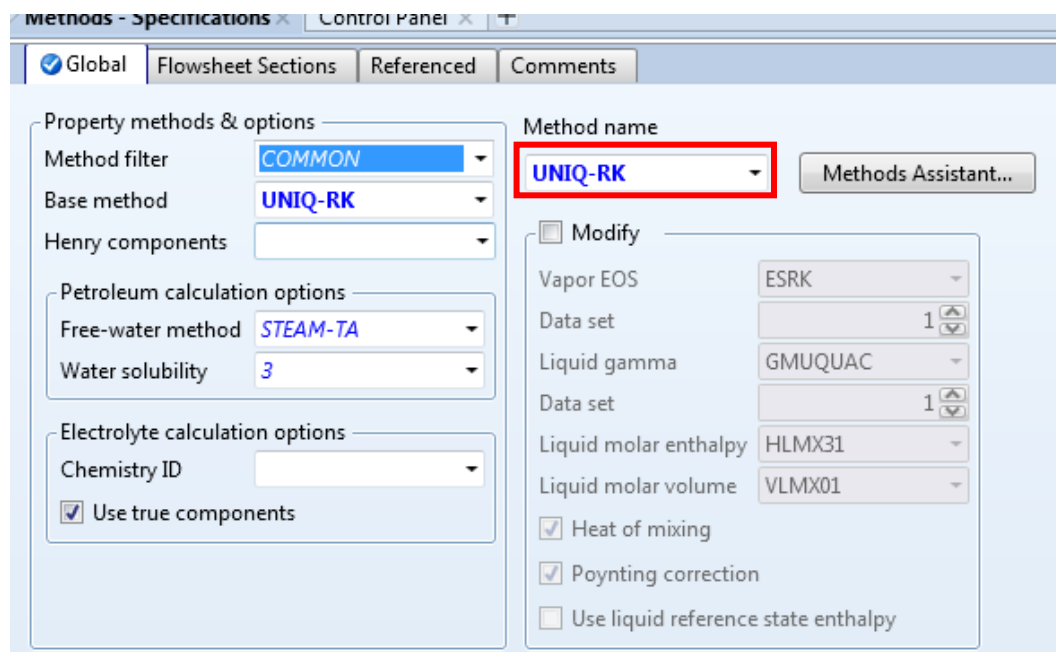 Methods - Specifications × Control Panel × +
Global Flowsheet Sections Referenced Comments
Property methods & options
Method filter COMMON
Base method UNIQ-RK
Henry components
Petroleum calculation options
Free-water method STEAM-TA
Water solubility 3
Electrolyte calculation options
Chemistry ID
Use true components
Method name
UNIQ-RK Methods Assistant...
Modify
Vapor EOS ESRK
Data set 1
Liquid gamma GMUQUAC
Data set 1
Liquid molar enthalpy HLMX31
Liquid molar volume VLMX01
Heat of mixing
Poynting correction
Use liquid reference state enthalpy